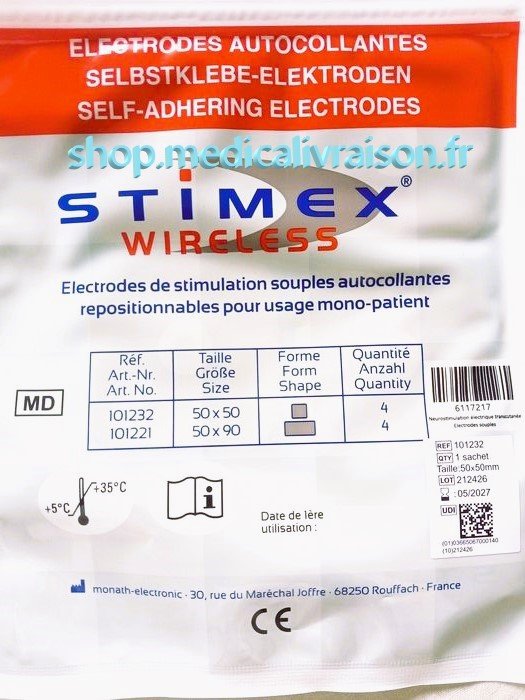 ELECTRODES AUTOCOLLANTES
SELBSTKLEBE-ELEKTRODEN
SELF-ADHERING ELECTRODES
shop.medicalivraison.fr
STIMEX®
WIRELESS
Electrodes de stimulation souples autocollantes
repositionnables pour usage mono-patient
Réf. Taille Forme Quantité
Art.-Nr. Größe Form Anzahl
Art. No. Size Shape Quantity
101232 50 x 50 4
101221 50 x 90 4
MD
6117217
Neurostimulation électrique transcutanée
Electrodes souples
REF 101232
QTY 1 sachet
Taille:50x50mm
LOT 212426
:05/2027
UDI
(01)03665067000140
(10)212426
+35°C
+5°C
i
Date de 1ère
utilisation :
monath-electronic · 30, rue du Maréchal Joffre · 68250 Rouffach · France
CE